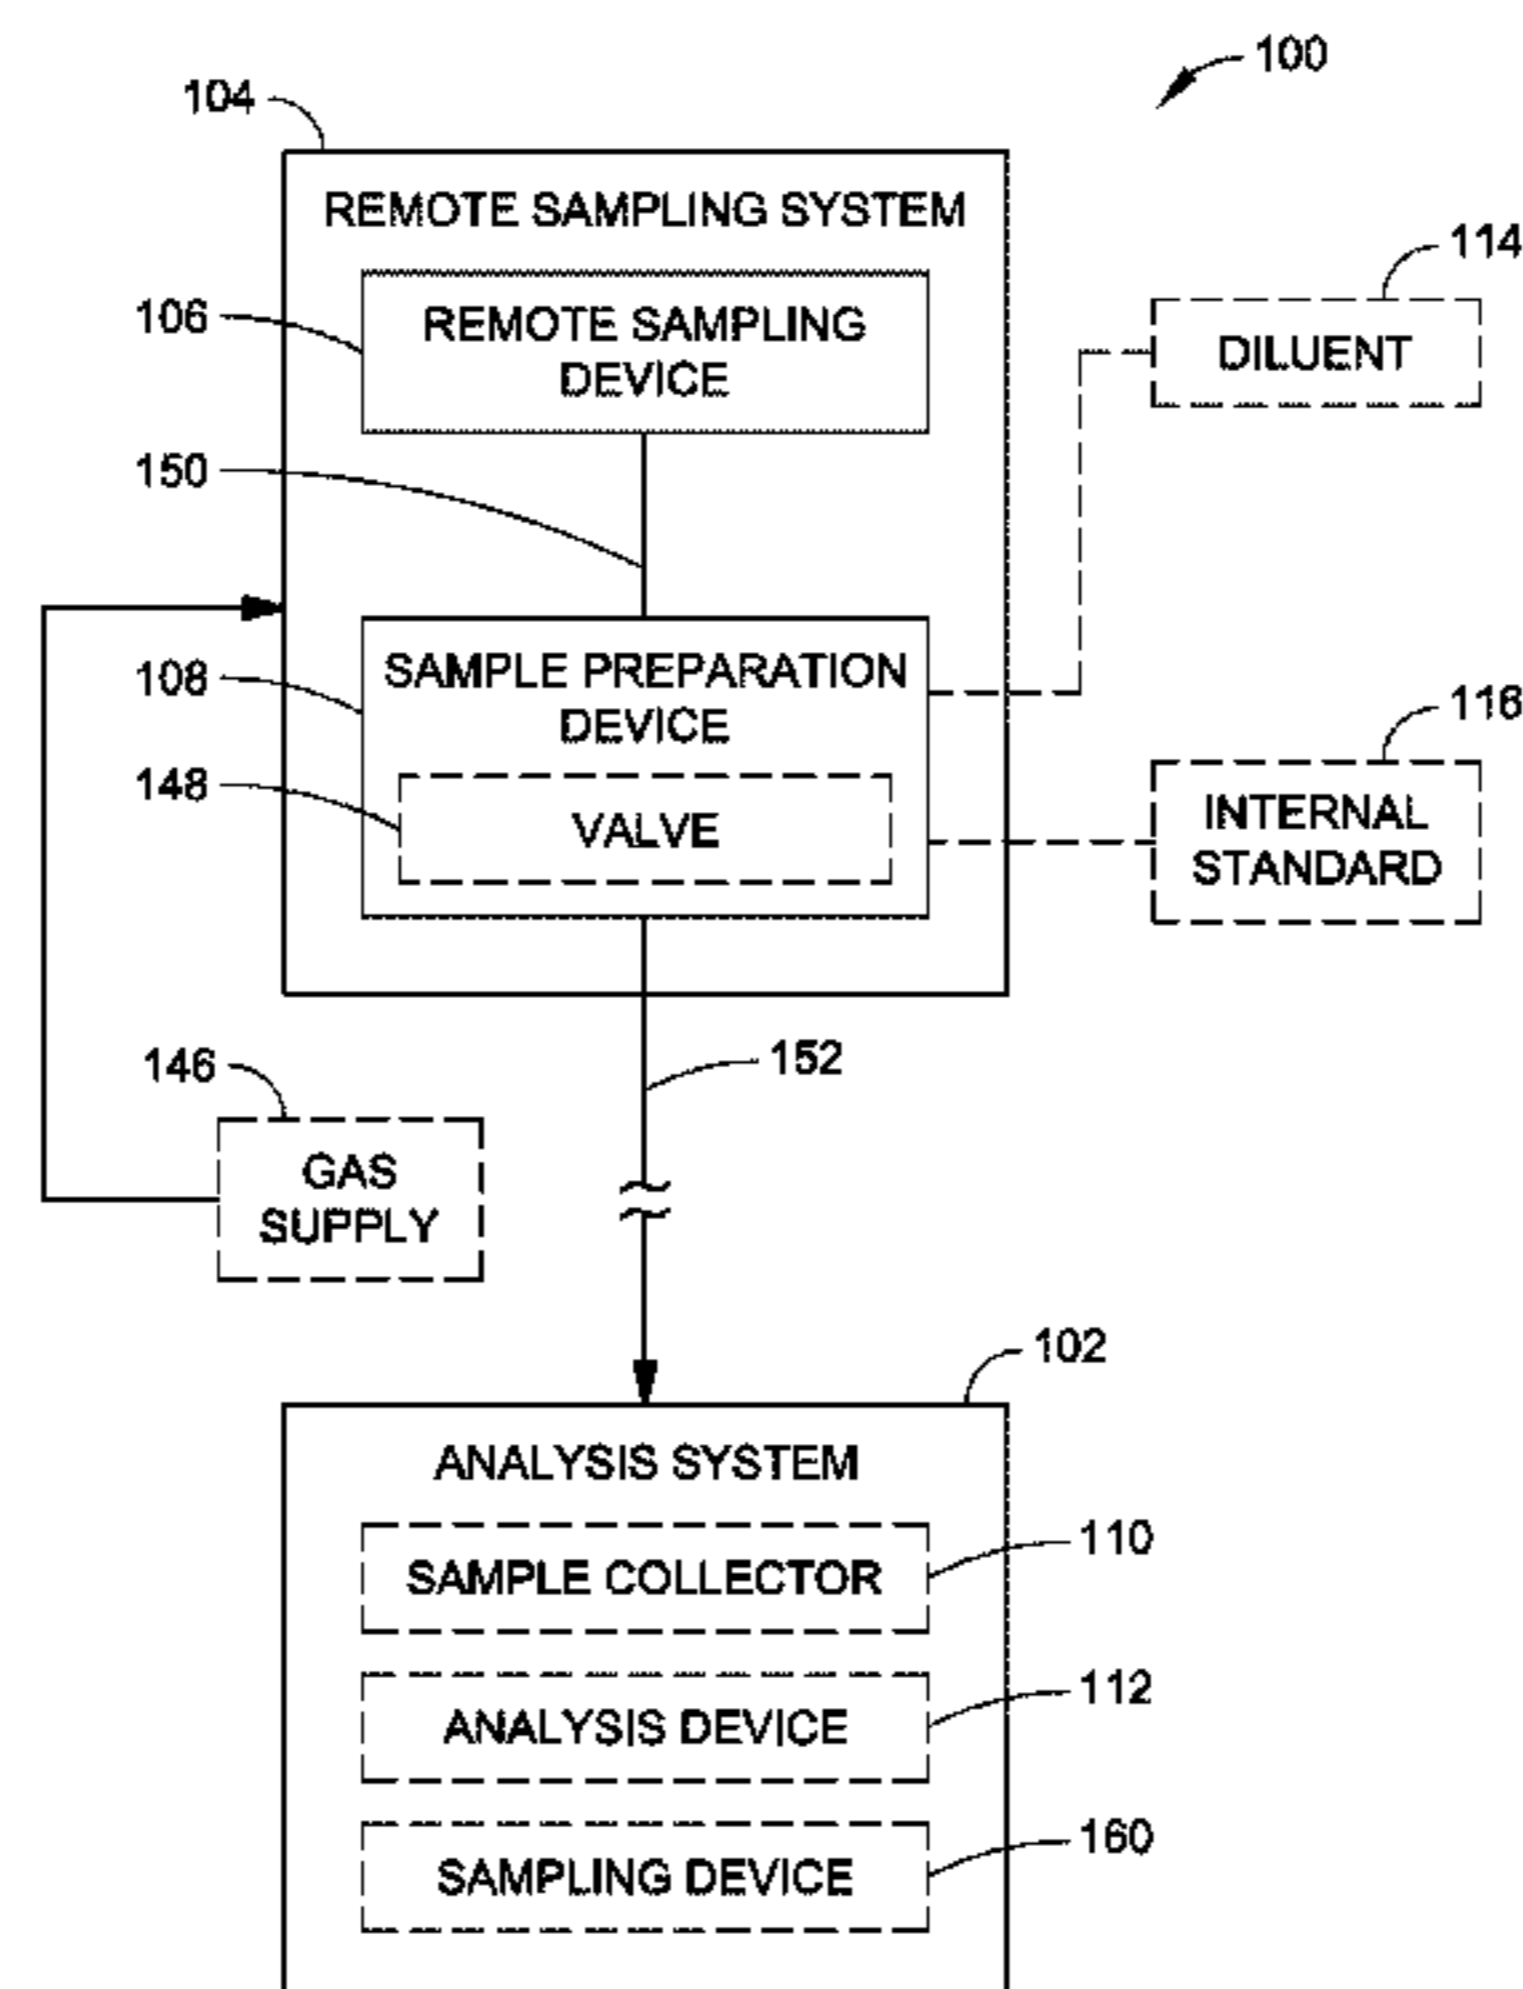 100
104
REMOTE SAMPLING SYSTEM
114
106
REMOTE SAMPLING
DEVICE
DILUENT
150
108
SAMPLE PREPARATION
DEVICE
116
148
VALVE
INTERNAL
STANDARD
146
152
GAS
SUPPLY
102
ANALYSIS SYSTEM
110
SAMPLE COLLECTOR
112
ANALYSIS DEVICE
160
SAMPLING DEVICE